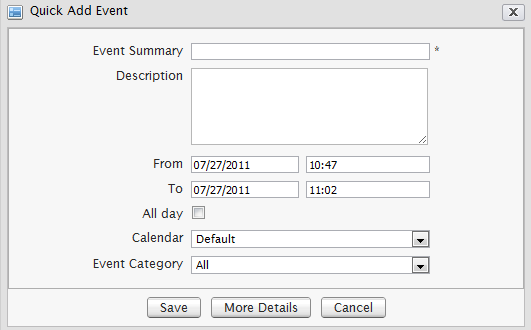 Quick Add Event
Event Summary *
Description
From 07/27/2011 10:47
To 07/27/2011 11:02
All day
Calendar Default
Event Category All
Save More Details Cancel